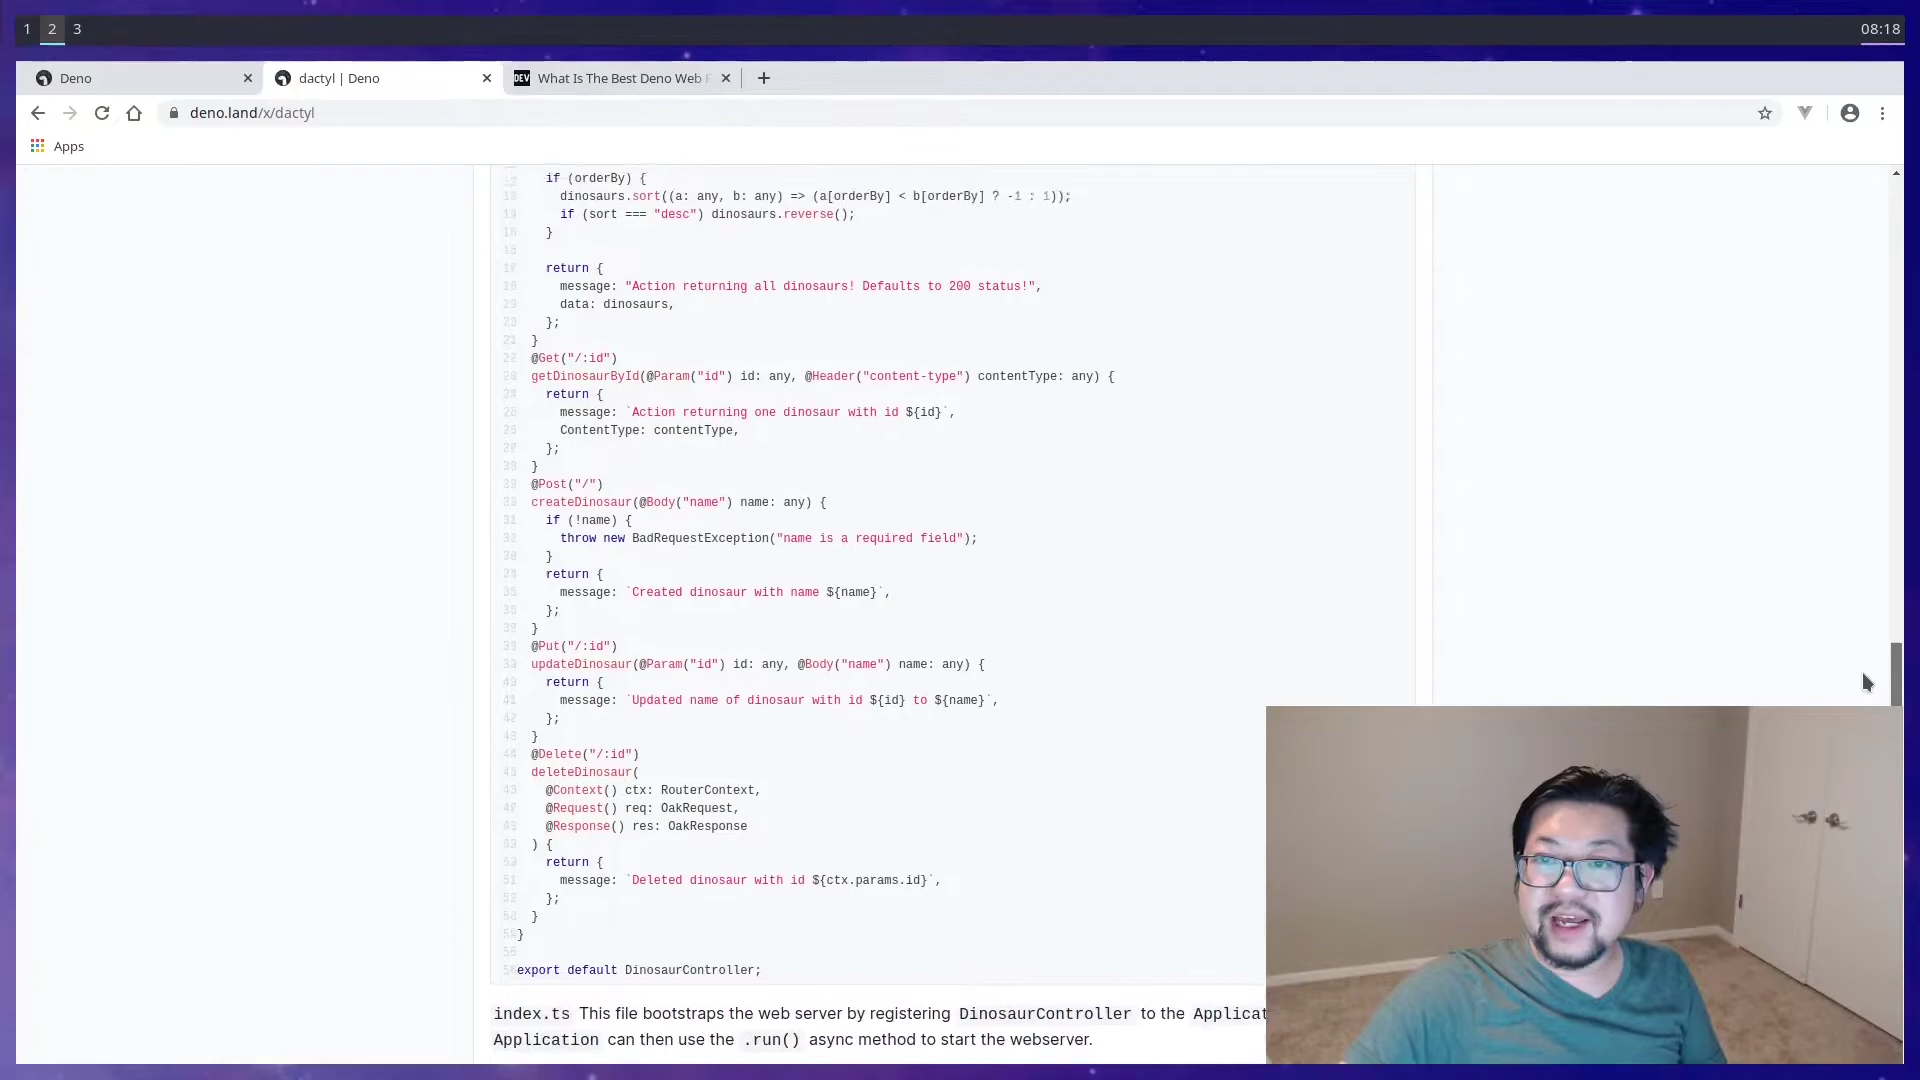 1 2 3 08:18
Deno
dactyl | Deno
DEV What Is The Best Deno Web F
deno.land/x/dactyl
Apps
if (orderBy) {
dinosaurs.sort((a: any, b: any) => (a[orderBy] < b[orderBy] ? -1 : 1));
if (sort === "desc") dinosaurs.reverse();
}
return {
message: "Action returning all dinosaurs! Defaults to 200 status!",
data: dinosaurs,
};
}
@Get("/:id")
getDinosaurById(@Param("id") id: any, @Header("content-type") contentType: any) {
return {
message: `Action returning one dinosaur with id ${id}`,
ContentType: contentType,
};
}
@Post("/")
createDinosaur(@Body("name") name: any) {
if (!name) {
throw new BadRequestException("name is a required field");
}
return {
message: `Created dinosaur with name ${name}`,
};
}
@Put("/:id")
updateDinosaur(@Param("id") id: any, @Body("name") name: any) {
return {
message: `Updated name of dinosaur with id ${id} to ${name}`,
};
}
@Delete("/:id")
deleteDinosaur(
@Context() ctx: RouterContext,
@Request() req: OakRequest,
@Response() res: OakResponse
) {
return {
message: `Deleted dinosaur with id ${ctx.params.id}`,
};
}
}
export default DinosaurController;
index.ts This file bootstraps the web server by registering DinosaurController to the Applicat
Application can then use the .run() async method to start the webserver.